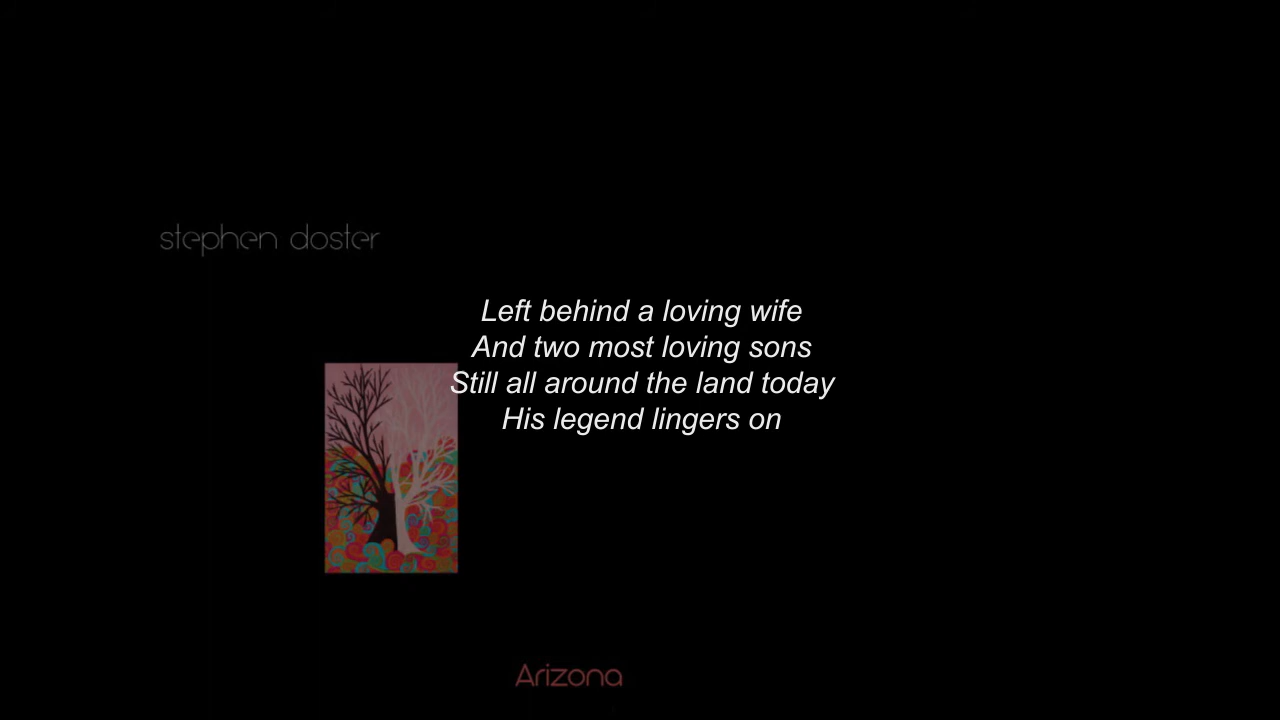 stephen doster
Left behind a loving wife
And two most loving sons
Still all around the land today
His legend lingers on
Arizona